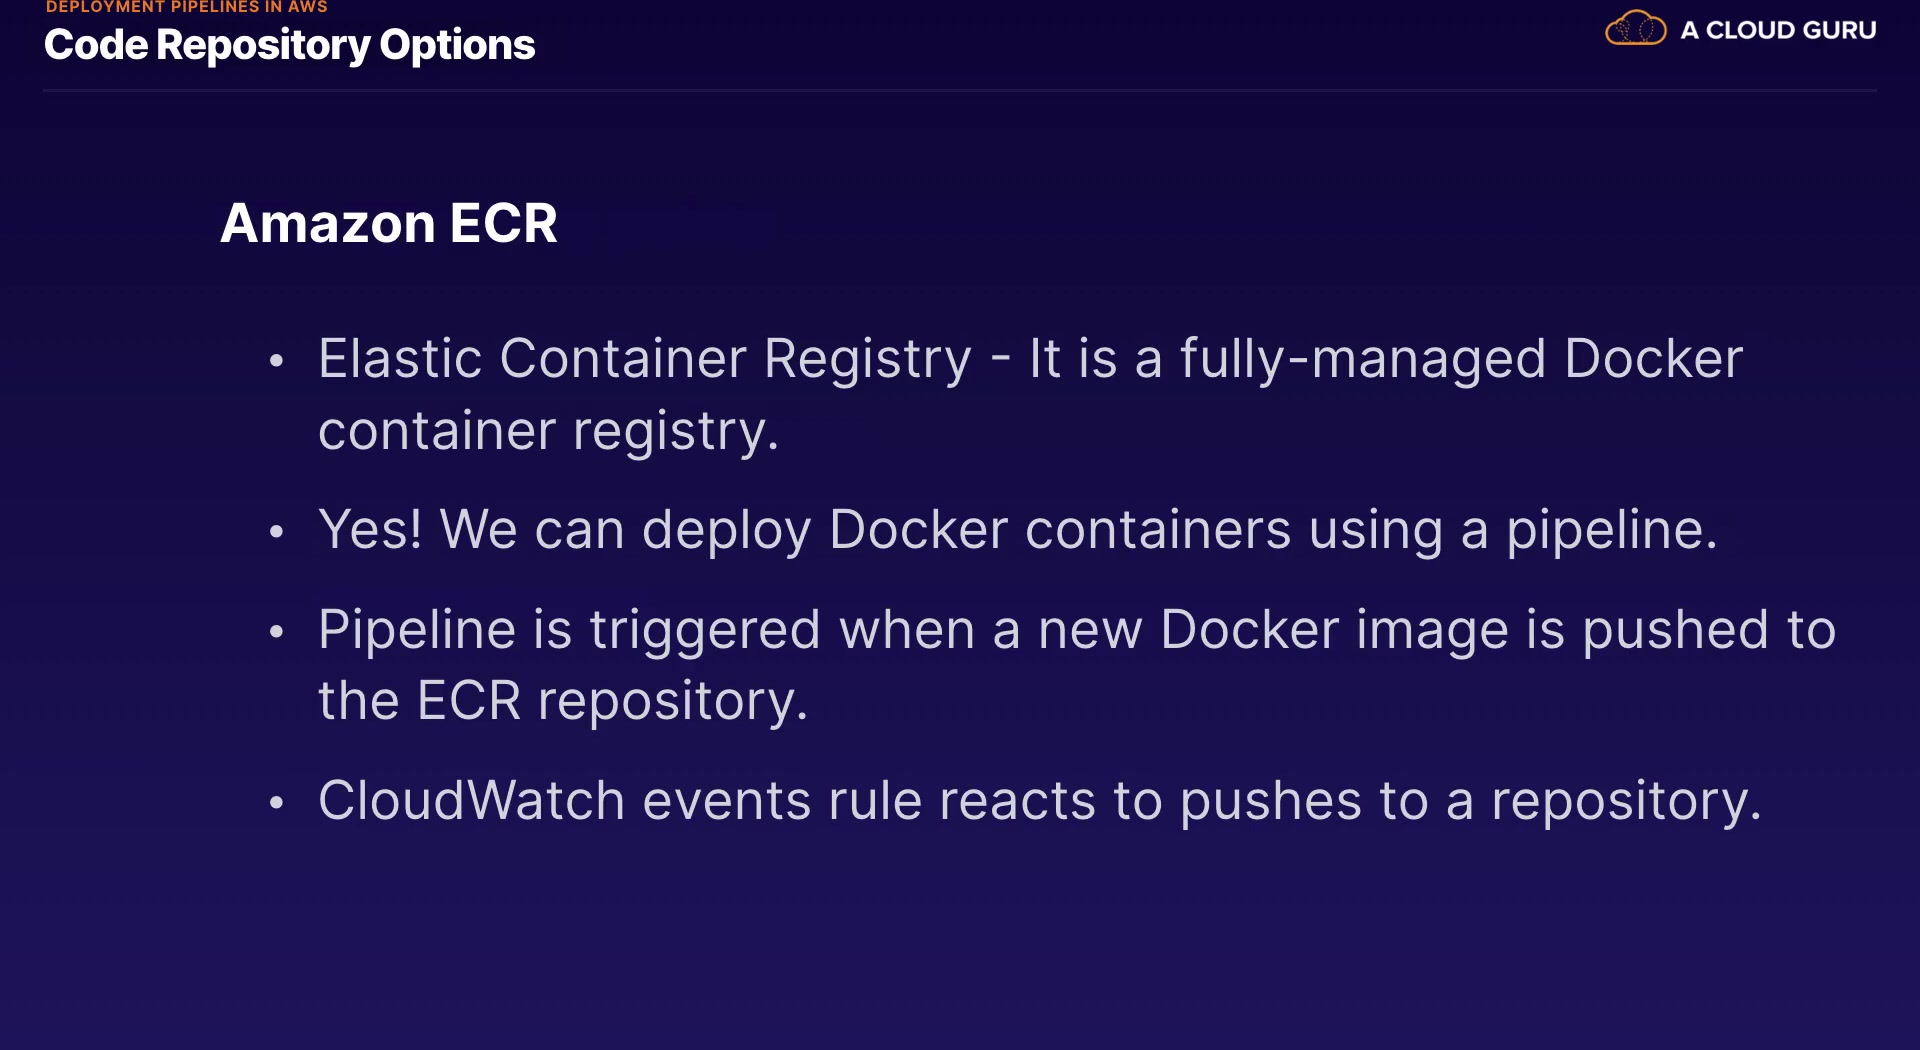 DEPLOYMENT PIPELINES IN AWS
Code Repository Options
A CLOUD GURU
Amazon ECR
• Elastic Container Registry - It is a fully-managed Docker
container registry.
• Yes! We can deploy Docker containers using a pipeline.
• Pipeline is triggered when a new Docker image is pushed to
the ECR repository.
• CloudWatch events rule reacts to pushes to a repository.